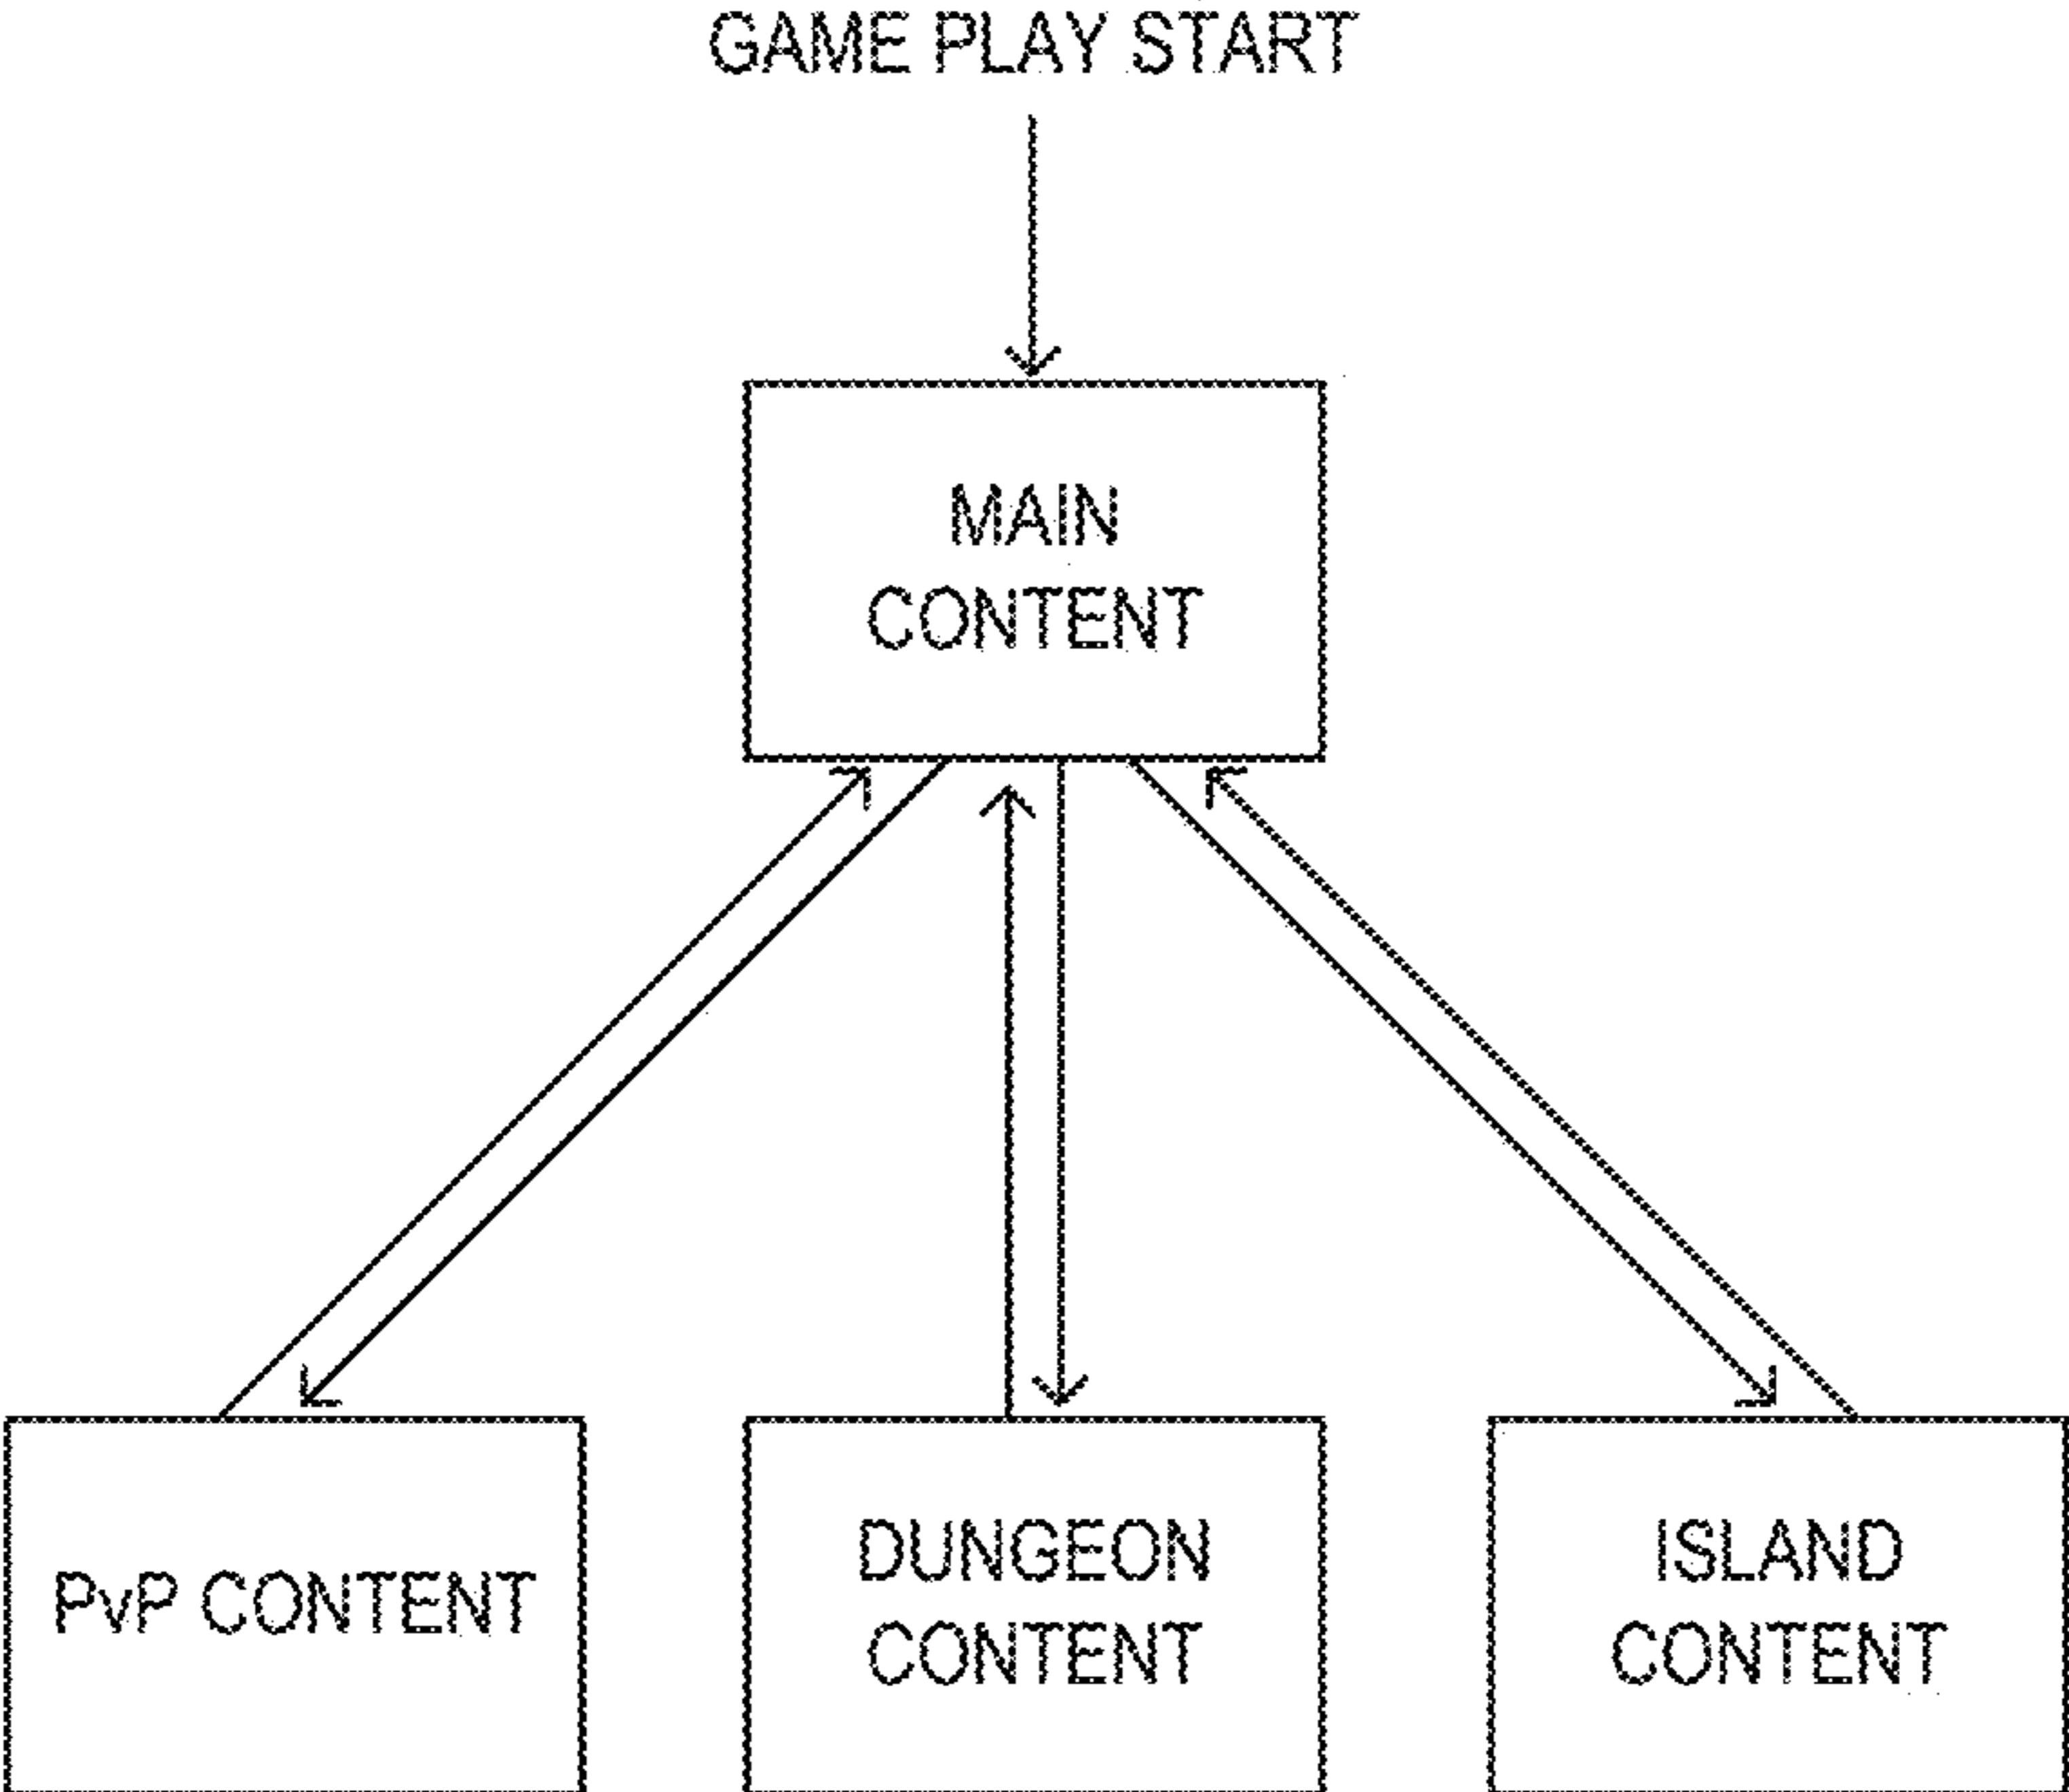 GAME PLAY START
MAIN
CONTENT
PvP CONTENT
DUNGEON
CONTENT
ISLAND
CONTENT